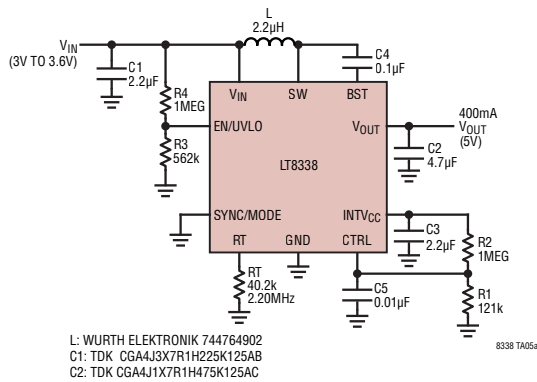 L
2.2µH
VIN
(3V TO 3.6V)
C1
2.2µF
R4
1MEG
C4
0.1µF
VIN
SW
BST
EN/UVLO
VOUT
400mA
VOUT
(5V)
C2
4.7µF
R3
562k
LT8338
SYNC/MODE
INTVCC
RT
GND
CTRL
C3
2.2µF
R2
1MEG
RT
40.2k
2.20MHz
C5
0.01µF
R1
121k
8338 TA05a
L: WURTH ELEKTRONIK 744764902
C1: TDK CGA4J3X7R1H225K125AB
C2: TDK CGA4J1X7R1H475K125AC